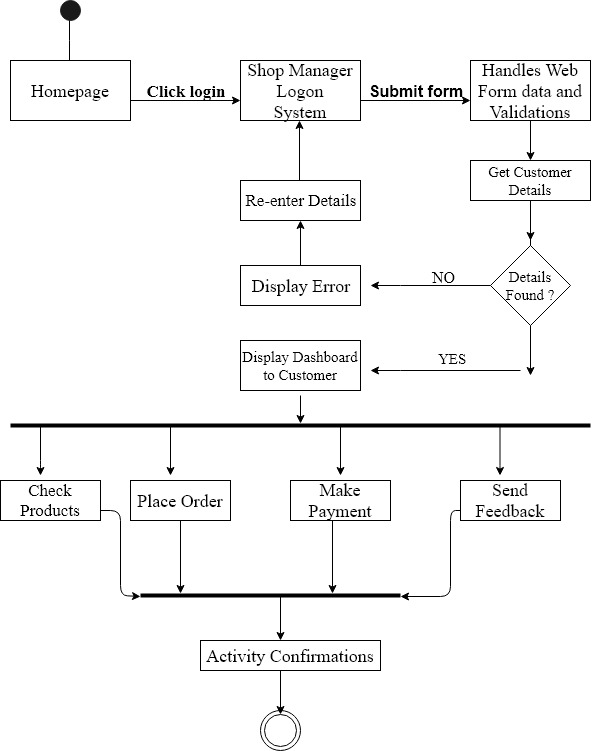 Homepage
Click login
Shop Manager
Logon
System
Submit form
Handles Web
Form data and
Validations
Get Customer
Details
Re-enter Details
Details
Found ?
NO
Display Error
YES
Display Dashboard
to Customer
Check
Products
Place Order
Make
Payment
Send
Feedback
Activity Confirmations